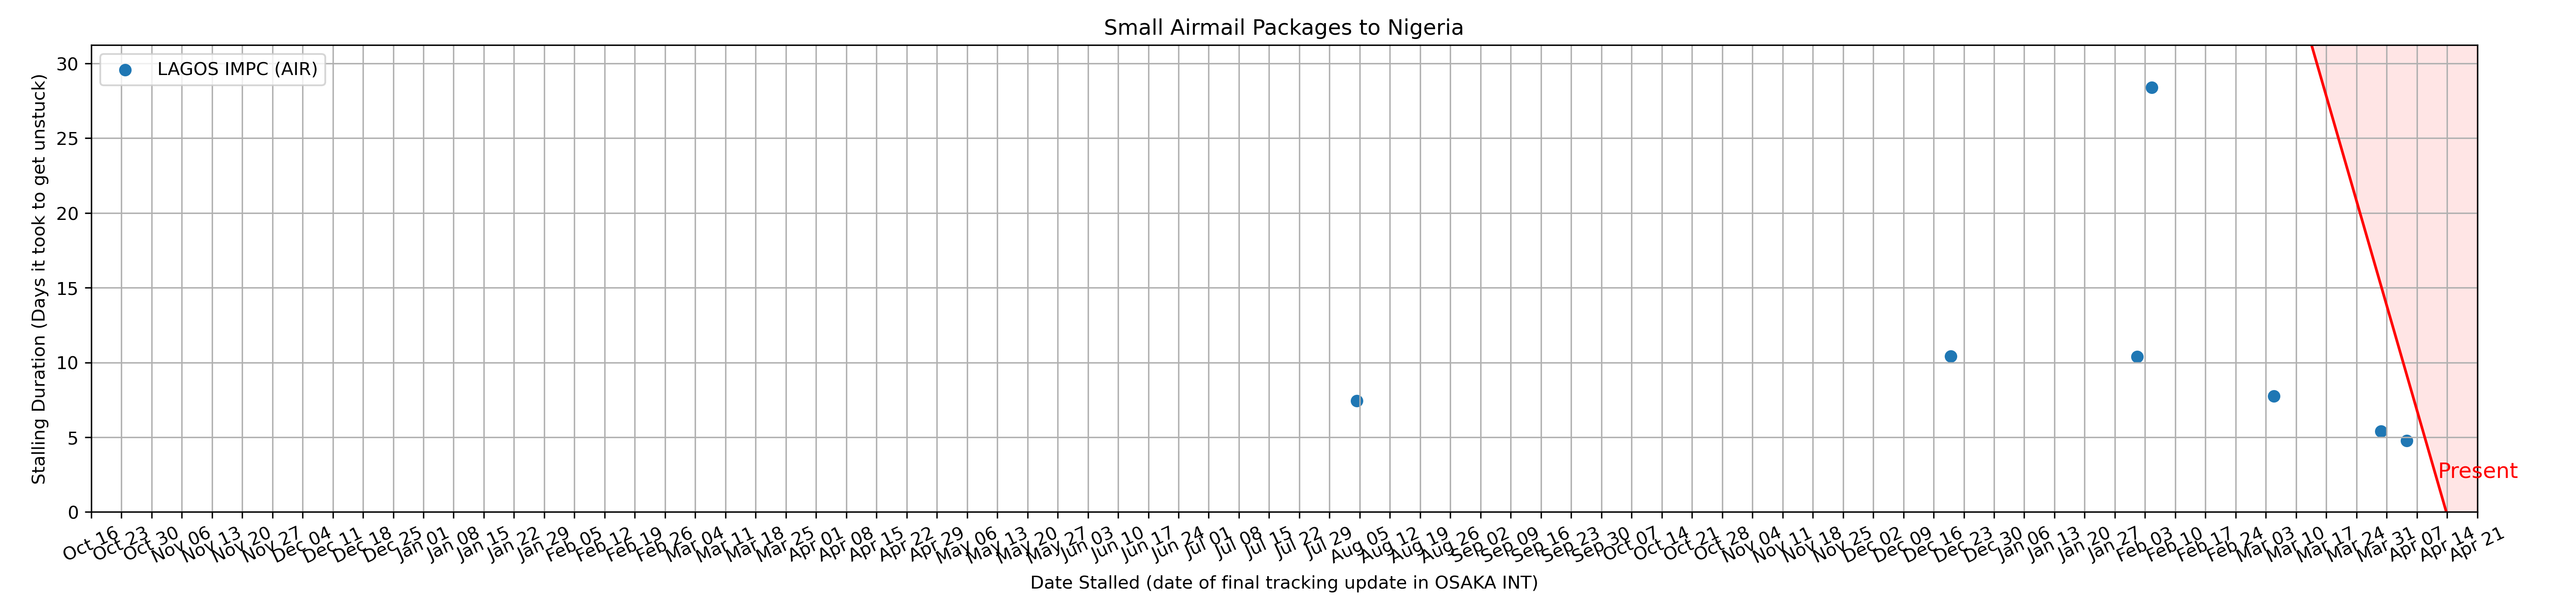 Small Airmail Packages to Nigeria
LAGOS IMPC (AIR)
Stalling Duration (Days it took to get unstuck)
30
25
20
15
10
5
0
Present
Oct 16 Oct 23 Oct 30 Nov 06 Nov 13 Nov 20 Nov 27 Dec 04 Dec 11 Dec 18 Dec 25 Jan 01 Jan 08 Jan 15 Jan 22 Jan 29 Feb 05 Feb 12 Feb 19 Feb 26 Mar 04 Mar 11 Mar 18 Mar 25 Apr 01 Apr 08 Apr 15 Apr 22 Apr 29 May 06 May 13 May 20 May 27 Jun 03 Jun 10 Jun 17 Jun 24 Jul 01 Jul 08 Jul 15 Jul 22 Jul 29 Aug 05 Aug 12 Aug 19 Aug 26 Sep 02 Sep 09 Sep 16 Sep 23 Sep 30 Oct 07 Oct 14 Oct 21 Oct 28 Nov 04 Nov 11 Nov 18 Nov 25 Dec 02 Dec 09 Dec 16 Dec 23 Dec 30 Jan 06 Jan 13 Jan 20 Jan 27 Feb 03 Feb 10 Feb 17 Feb 24 Mar 03 Mar 10 Mar 17 Mar 24 Mar 31 Apr 07 Apr 14 Apr 21
Date Stalled (date of final tracking update in OSAKA INT)